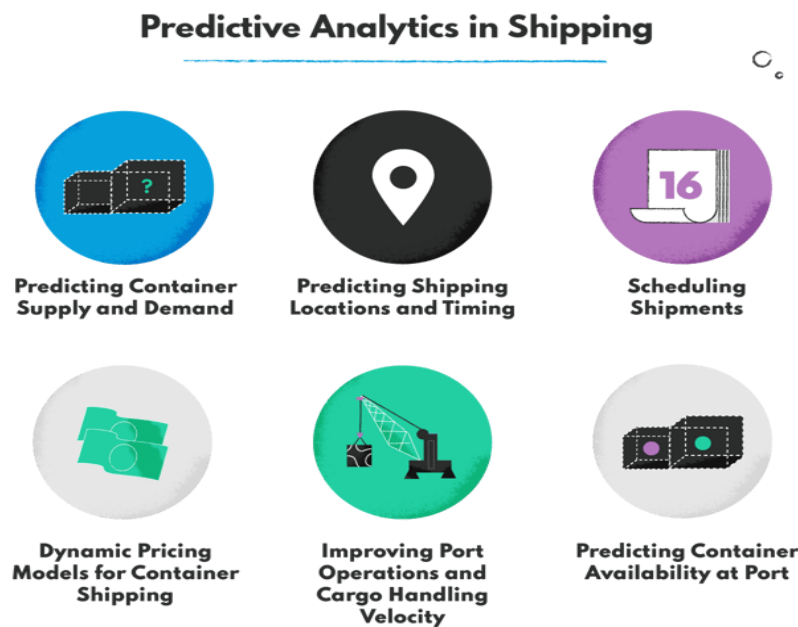 Predictive Analytics in Shipping
?
16
Predicting Container
Supply and Demand
Predicting Shipping
Locations and Timing
Scheduling
Shipments
Dynamic Pricing
Models for Container
Shipping
Improving Port
Operations and
Cargo Handling
Velocity
Predicting Container
Availability at Port